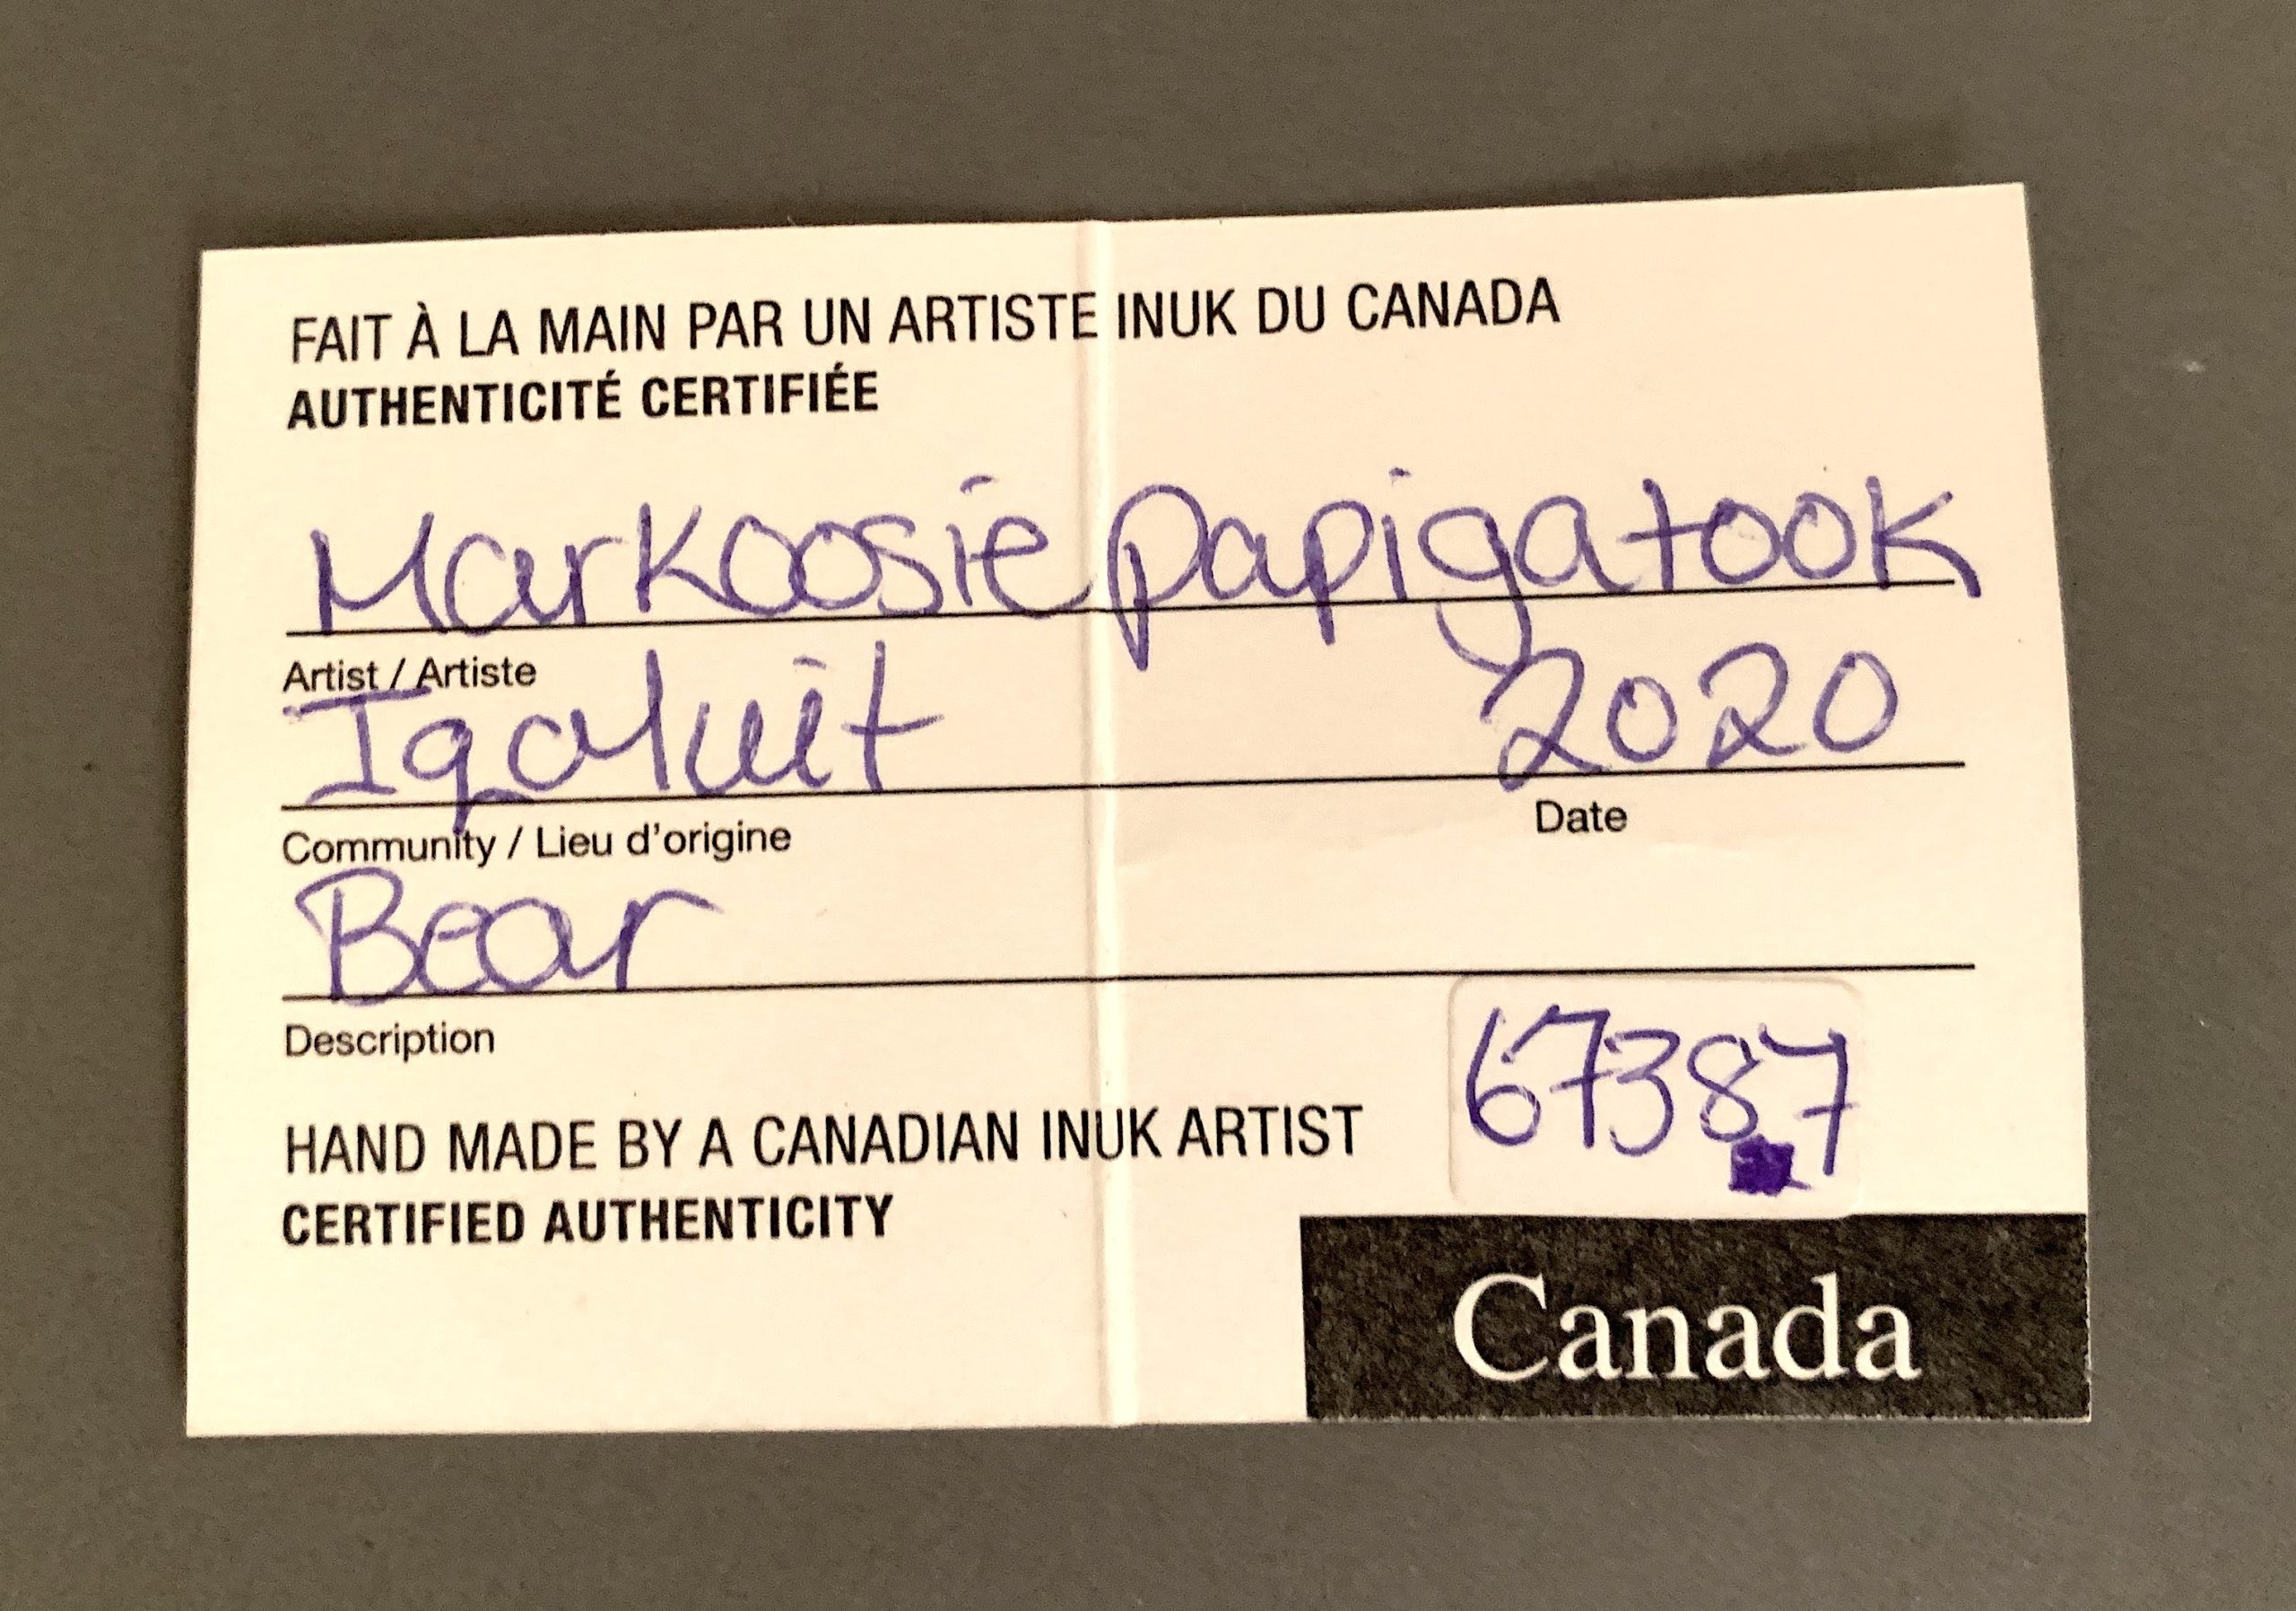 FAIT À LA MAIN PAR UN ARTISTE INUK DU CANADA
AUTHENTICITÉ CERTIFIÉE
Markoosie papigatook
Artist / Artiste
Iqaluit 2020
Community / Lieu d'origine Date
Bear
Description
67387
HAND MADE BY A CANADIAN INUK ARTIST
CERTIFIED AUTHENTICITY
Canada